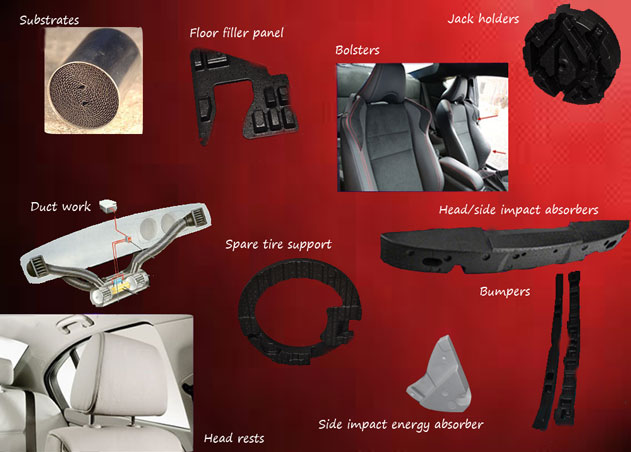 Substrates
Floor filler panel
Bolsters
Jack holders
Duct work
Spare tire support
Head/side impact absorbers
Bumpers
Side impact energy absorber
Head rests